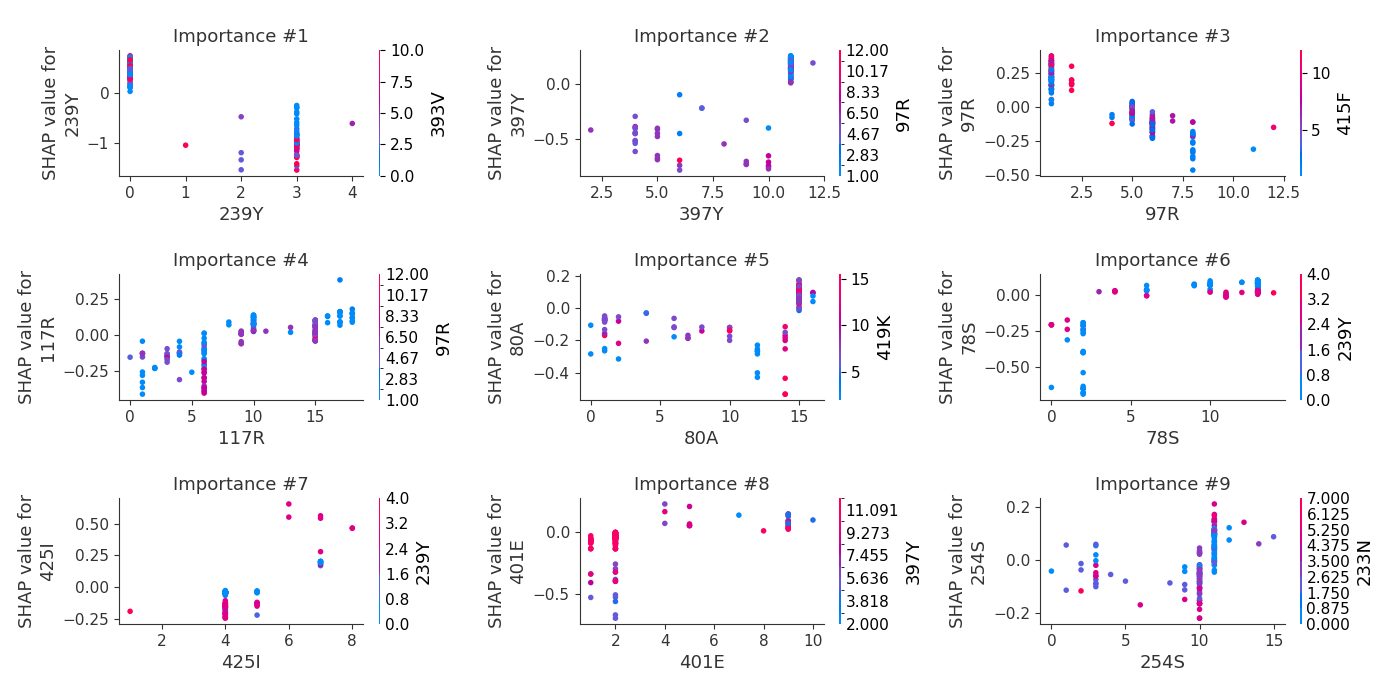 Importance #1
SHAP value for
239Y
0
−1
0
1
2
3
4
239Y
10.0
7.5
5.0
2.5
0.0
393V
Importance #2
SHAP value for
397Y
0.0
−0.5
2.5
5.0
7.5
10.0
12.5
397Y
12.00
10.17
8.33
6.50
4.67
2.83
1.00
97R
Importance #3
SHAP value for
97R
0.25
0.00
−0.25
−0.50
2.5
5.0
7.5
10.0
12.5
97R
10
5
415F
Importance #4
SHAP value for
117R
0.25
0.00
−0.25
0
5
10
15
117R
12.00
10.17
8.33
6.50
4.67
2.83
1.00
97R
Importance #5
SHAP value for
80A
0.2
0.0
−0.2
−0.4
0
5
10
15
80A
15
10
5
419K
Importance #6
SHAP value for
78S
0.00
−0.25
−0.50
0
5
10
78S
4.0
3.2
2.4
1.6
0.8
0.0
239Y
Importance #7
SHAP value for
425I
0.50
0.25
0.00
−0.25
2
4
6
8
425I
4.0
3.2
2.4
1.6
0.8
0.0
239Y
Importance #8
SHAP value for
401E
0.0
−0.5
2
4
6
8
10
401E
11.091
9.273
7.455
5.636
3.818
2.000
397Y
Importance #9
SHAP value for
254S
0.2
0.0
−0.2
0
5
10
15
254S
7.000
6.125
5.250
4.375
3.500
2.625
1.750
0.875
0.000
233N